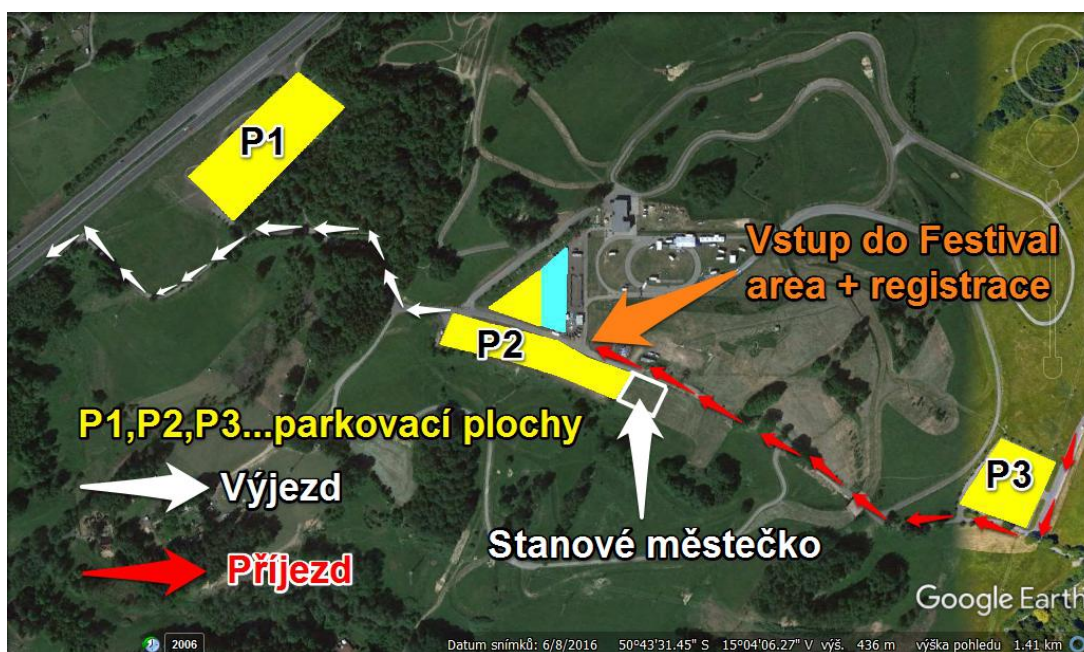 P1
Vstup do Festival
area + registrace
P2
P1,P2,P3...parkovací plochy
P3
Výjezd
Stanové městečko
Příjezd
Google Earth
2006
Datum snímků: 6/8/2016 50°43'31.45" S 15°04'06.27" V výš. 436 m výška pohledu 1.41 km